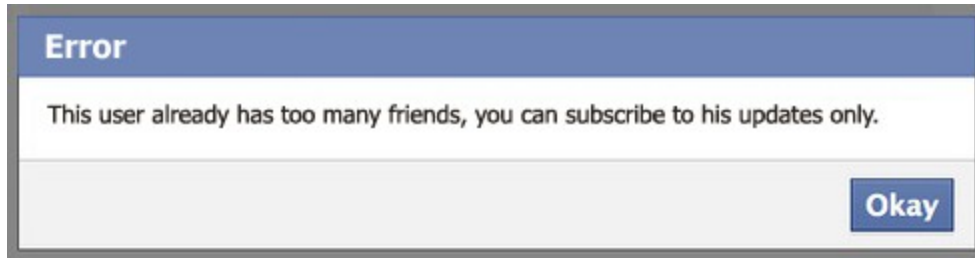 Error
This user already has too many friends, you can subscribe to his updates only.
Okay